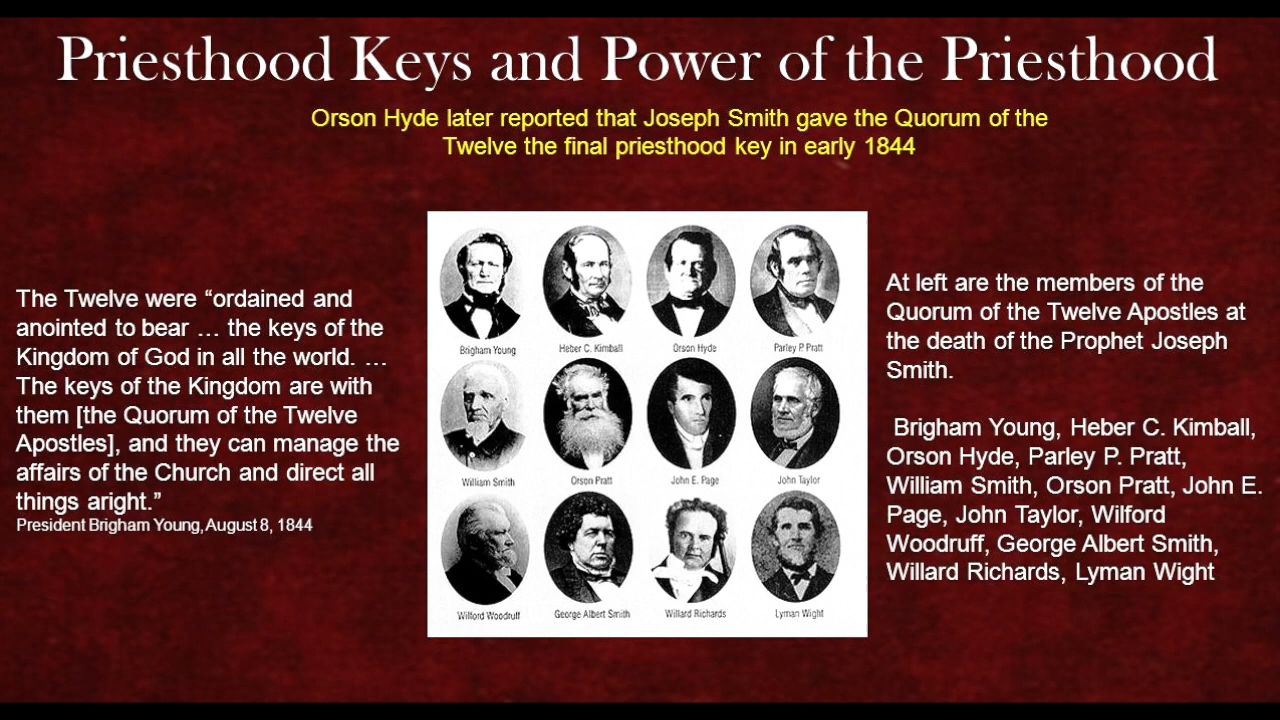 Priesthood Keys and Power of the Priesthood
Orson Hyde later reported that Joseph Smith gave the Quorum of the
Twelve the final priesthood key in early 1844
The Twelve were “ordained and
anointed to bear … the keys of the
Kingdom of God in all the world. …
The keys of the Kingdom are with
them [the Quorum of the Twelve
Apostles], and they can manage the
affairs of the Church and direct all
things aright.”
President Brigham Young, August 8, 1844
Brigham Young Heber C. Kimball Orson Hyde Parley P. Pratt
William Smith Orson Pratt John E. Page John Taylor
Wilford Woodruff George Albert Smith Willard Richards Lyman Wight
At left are the members of the
Quorum of the Twelve Apostles at
the death of the Prophet Joseph
Smith.
Brigham Young, Heber C. Kimball,
Orson Hyde, Parley P. Pratt,
William Smith, Orson Pratt, John E.
Page, John Taylor, Wilford
Woodruff, George Albert Smith,
Willard Richards, Lyman Wight